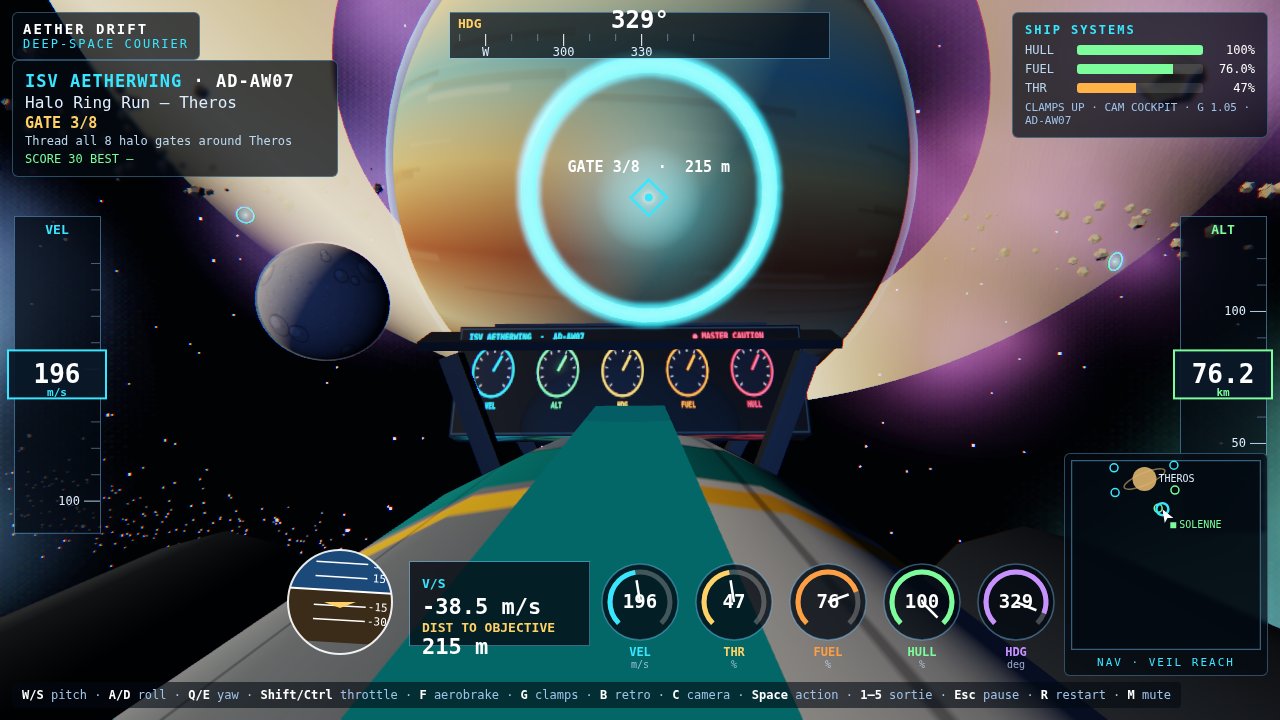 AETHER DRIFT
DEEP-SPACE COURIER
ISV AETHERWING · AD-AW07
Halo Ring Run — Theros
GATE 3/8
Thread all 8 halo gates around Theros
SCORE 30 BEST —
HDG
329°
W 300 330
SHIP SYSTEMS
HULL 100%
FUEL 76.0%
THR 47%
CLAMPS UP · CAM COCKPIT · G 1.05 ·
AD-AW07
GATE 3/8 · 215 m
VEL
196
m/s
100
ALT
100
76.2
km
50
ISV AETHERWING - AD-AW07
MASTER CAUTION
VEL ALT HDG FUEL HULL
THEROS
SOLENNE
NAV · VEIL REACH
15
-15
-30
V/S
-38.5 m/s
DIST TO OBJECTIVE
215 m
196
VEL
m/s
47
THR
%
76
FUEL
%
100
HULL
%
329
HDG
deg
W/S pitch · A/D roll · Q/E yaw · Shift/Ctrl throttle · F aerobrake · G clamps · B retro · C camera · Space action · 1–5 sortie · Esc pause · R restart · M mute